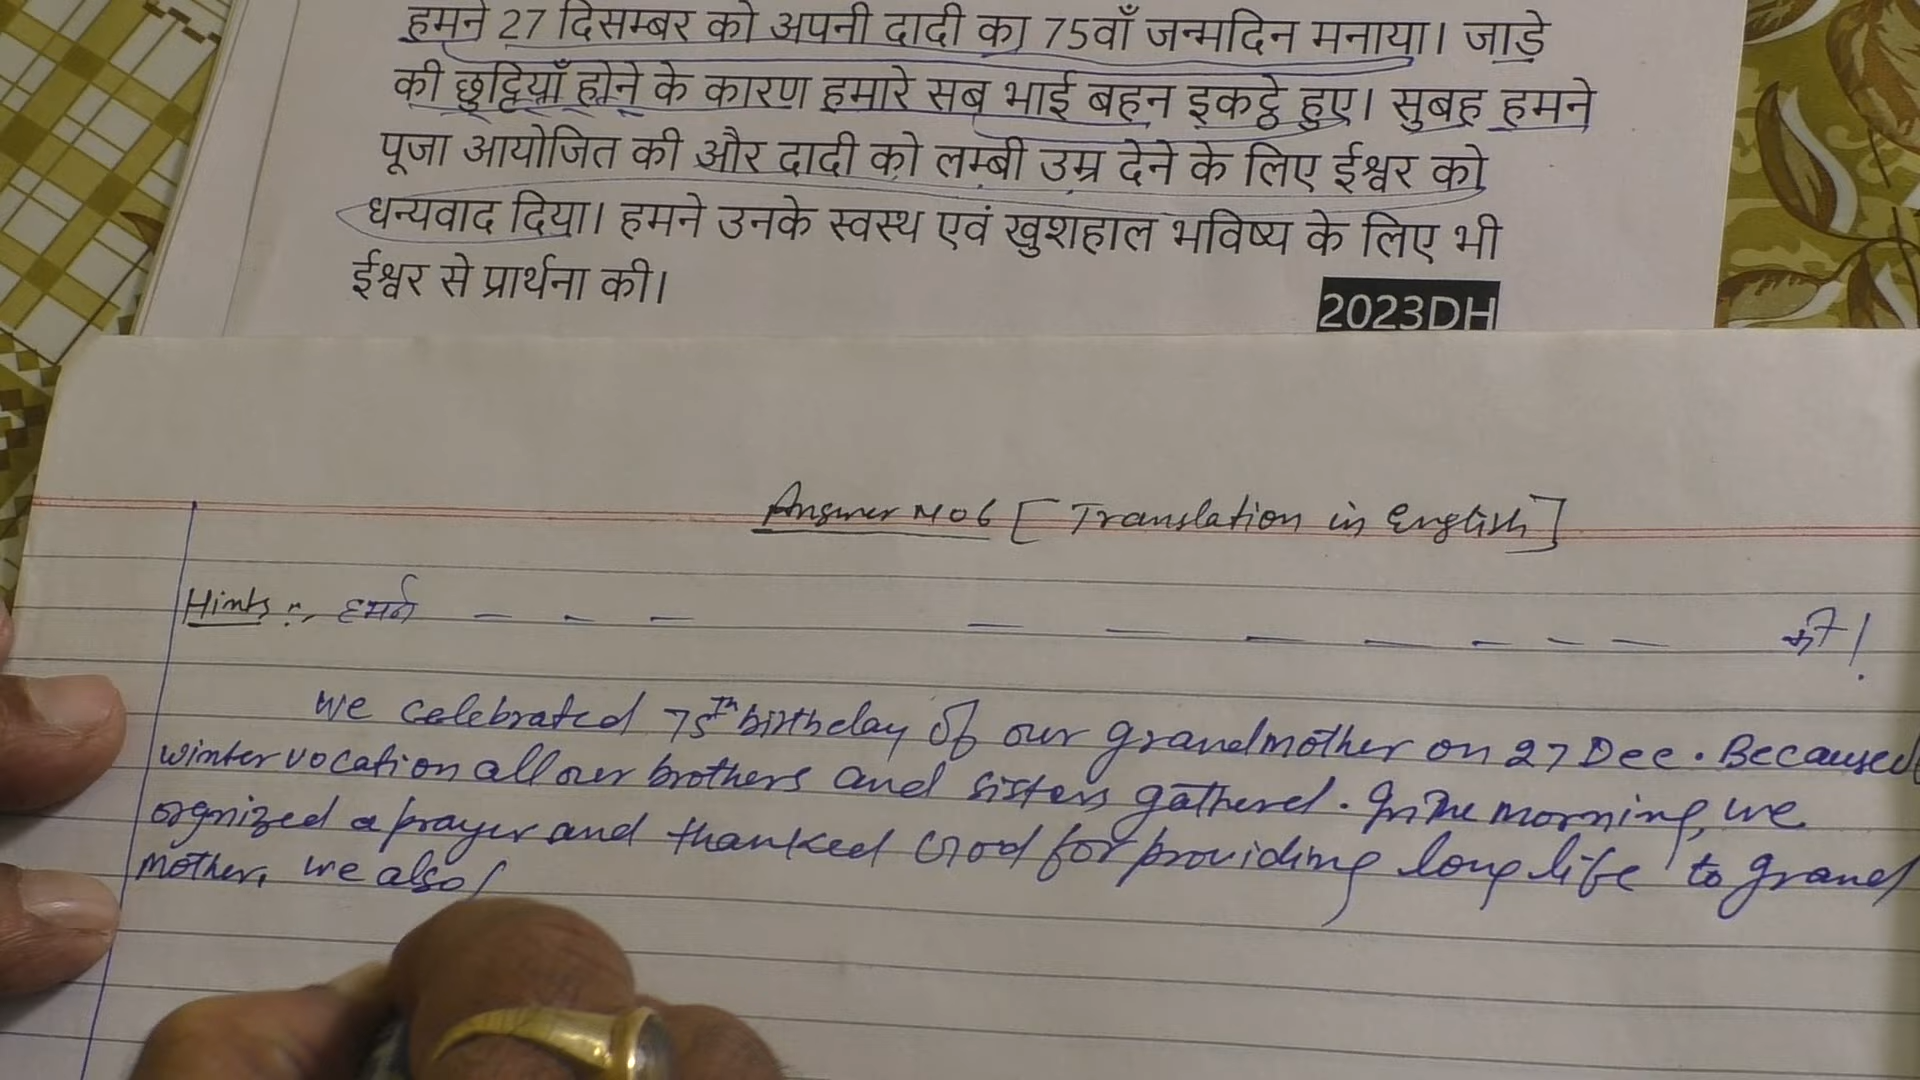 हमने 27 दिसम्बर को अपनी दादी का 75वाँ जन्मदिन मनाया। जाड़े
की छुट्टियाँ होने के कारण हमारे सब भाई बहन इकट्ठे हुए। सुबह हमने
पूजा आयोजित की और दादी को लम्बी उम्र देने के लिए ईश्वर को
धन्यवाद दिया। हमने उनके स्वस्थ एवं खुशहाल भविष्य के लिए भी
ईश्वर से प्रार्थना की।
2023DH
Answer No 6 [Translation in English]
Hints :- हमने - - - - - - - - - - की।
We celebrated 75th birthday of our grandmother on 27 Dec. Because
winter vocation all our brothers and sisters gathered. In the morning, we
orgnized a prayer and thanked God for providing long life to grand
mother. we also